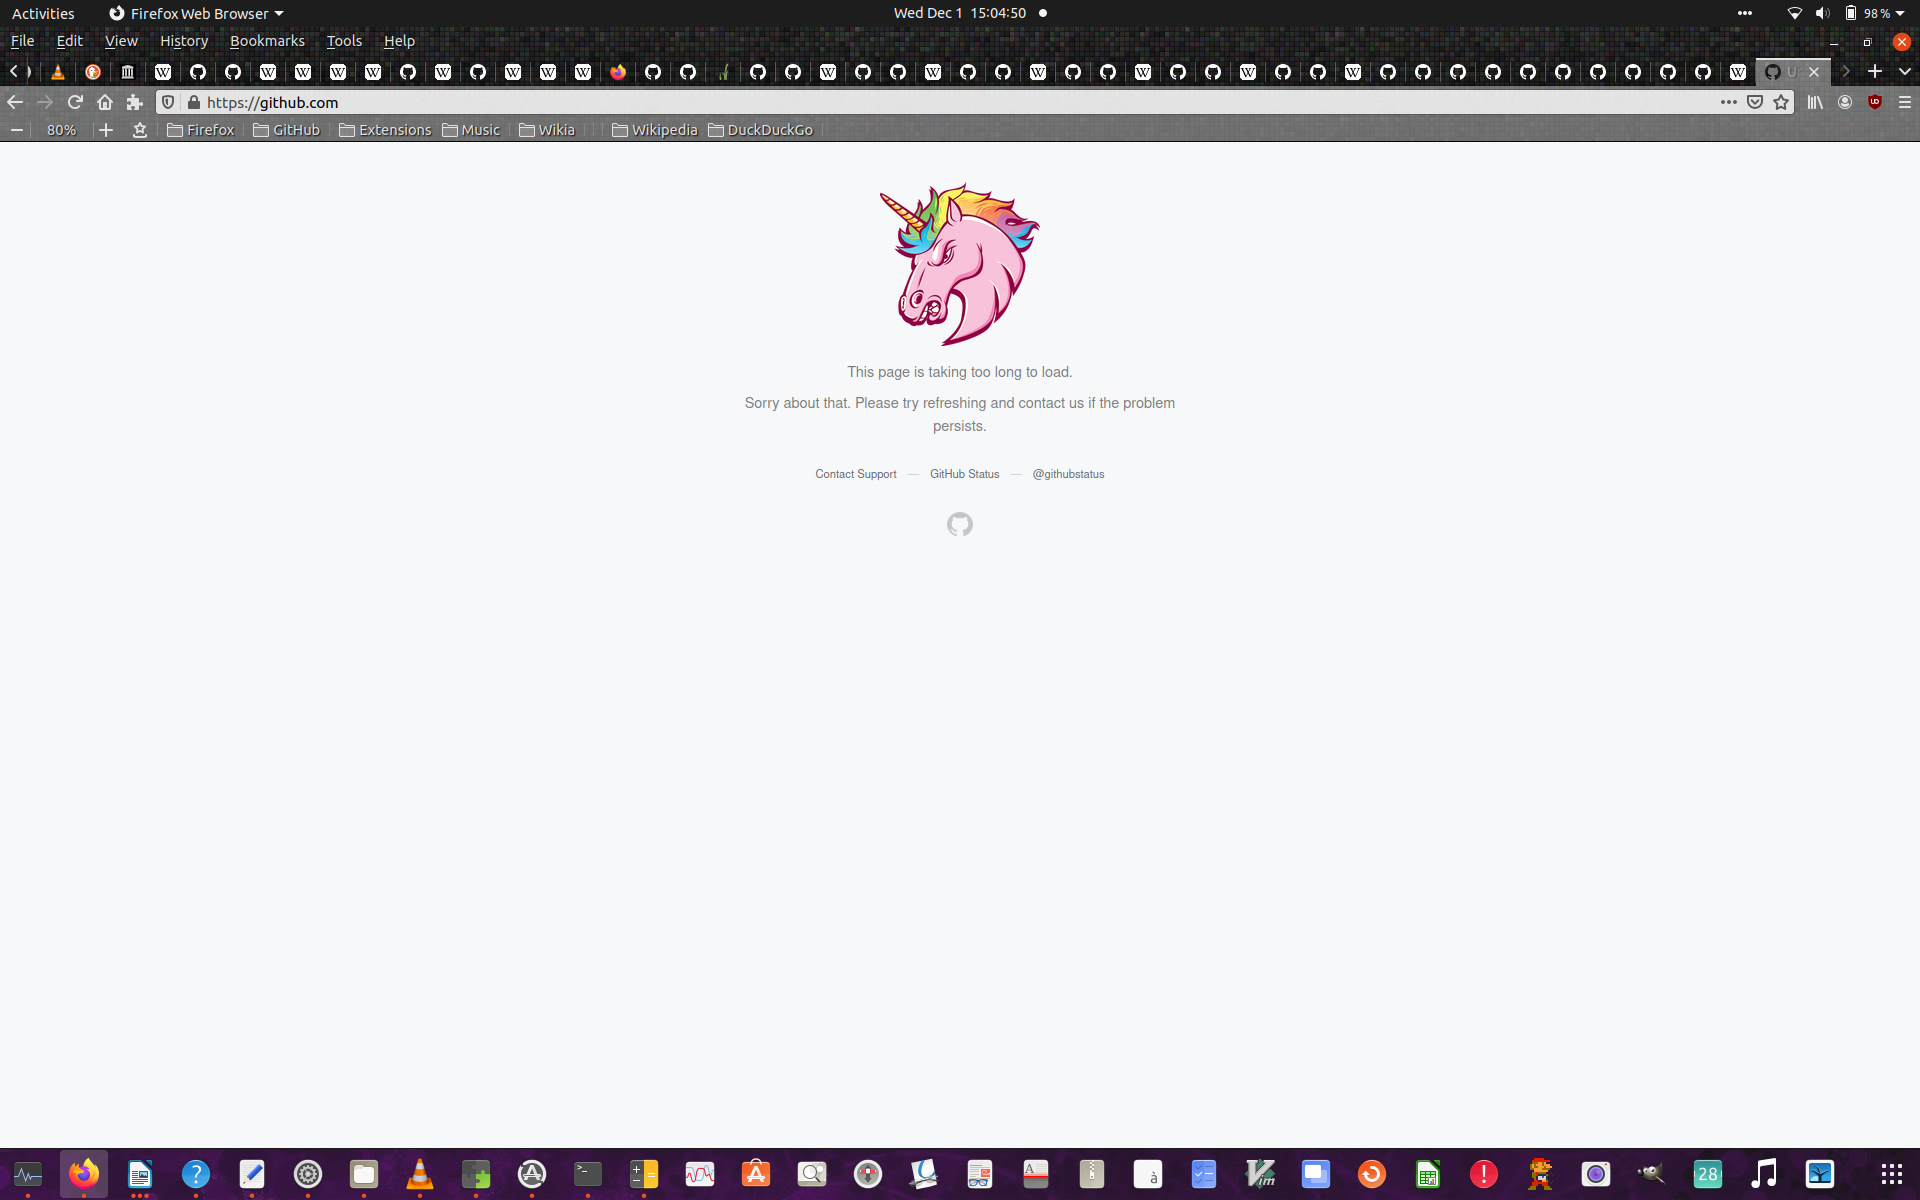 Activities Firefox Web Browser Wed Dec 1 15:04:50 98 %
File Edit View History Bookmarks Tools Help
https://github.com
80% Firefox GitHub Extensions Music Wikia Wikipedia DuckDuckGo
This page is taking too long to load.
Sorry about that. Please try refreshing and contact us if the problem
persists.
Contact Support — GitHub Status — @githubstatus
28